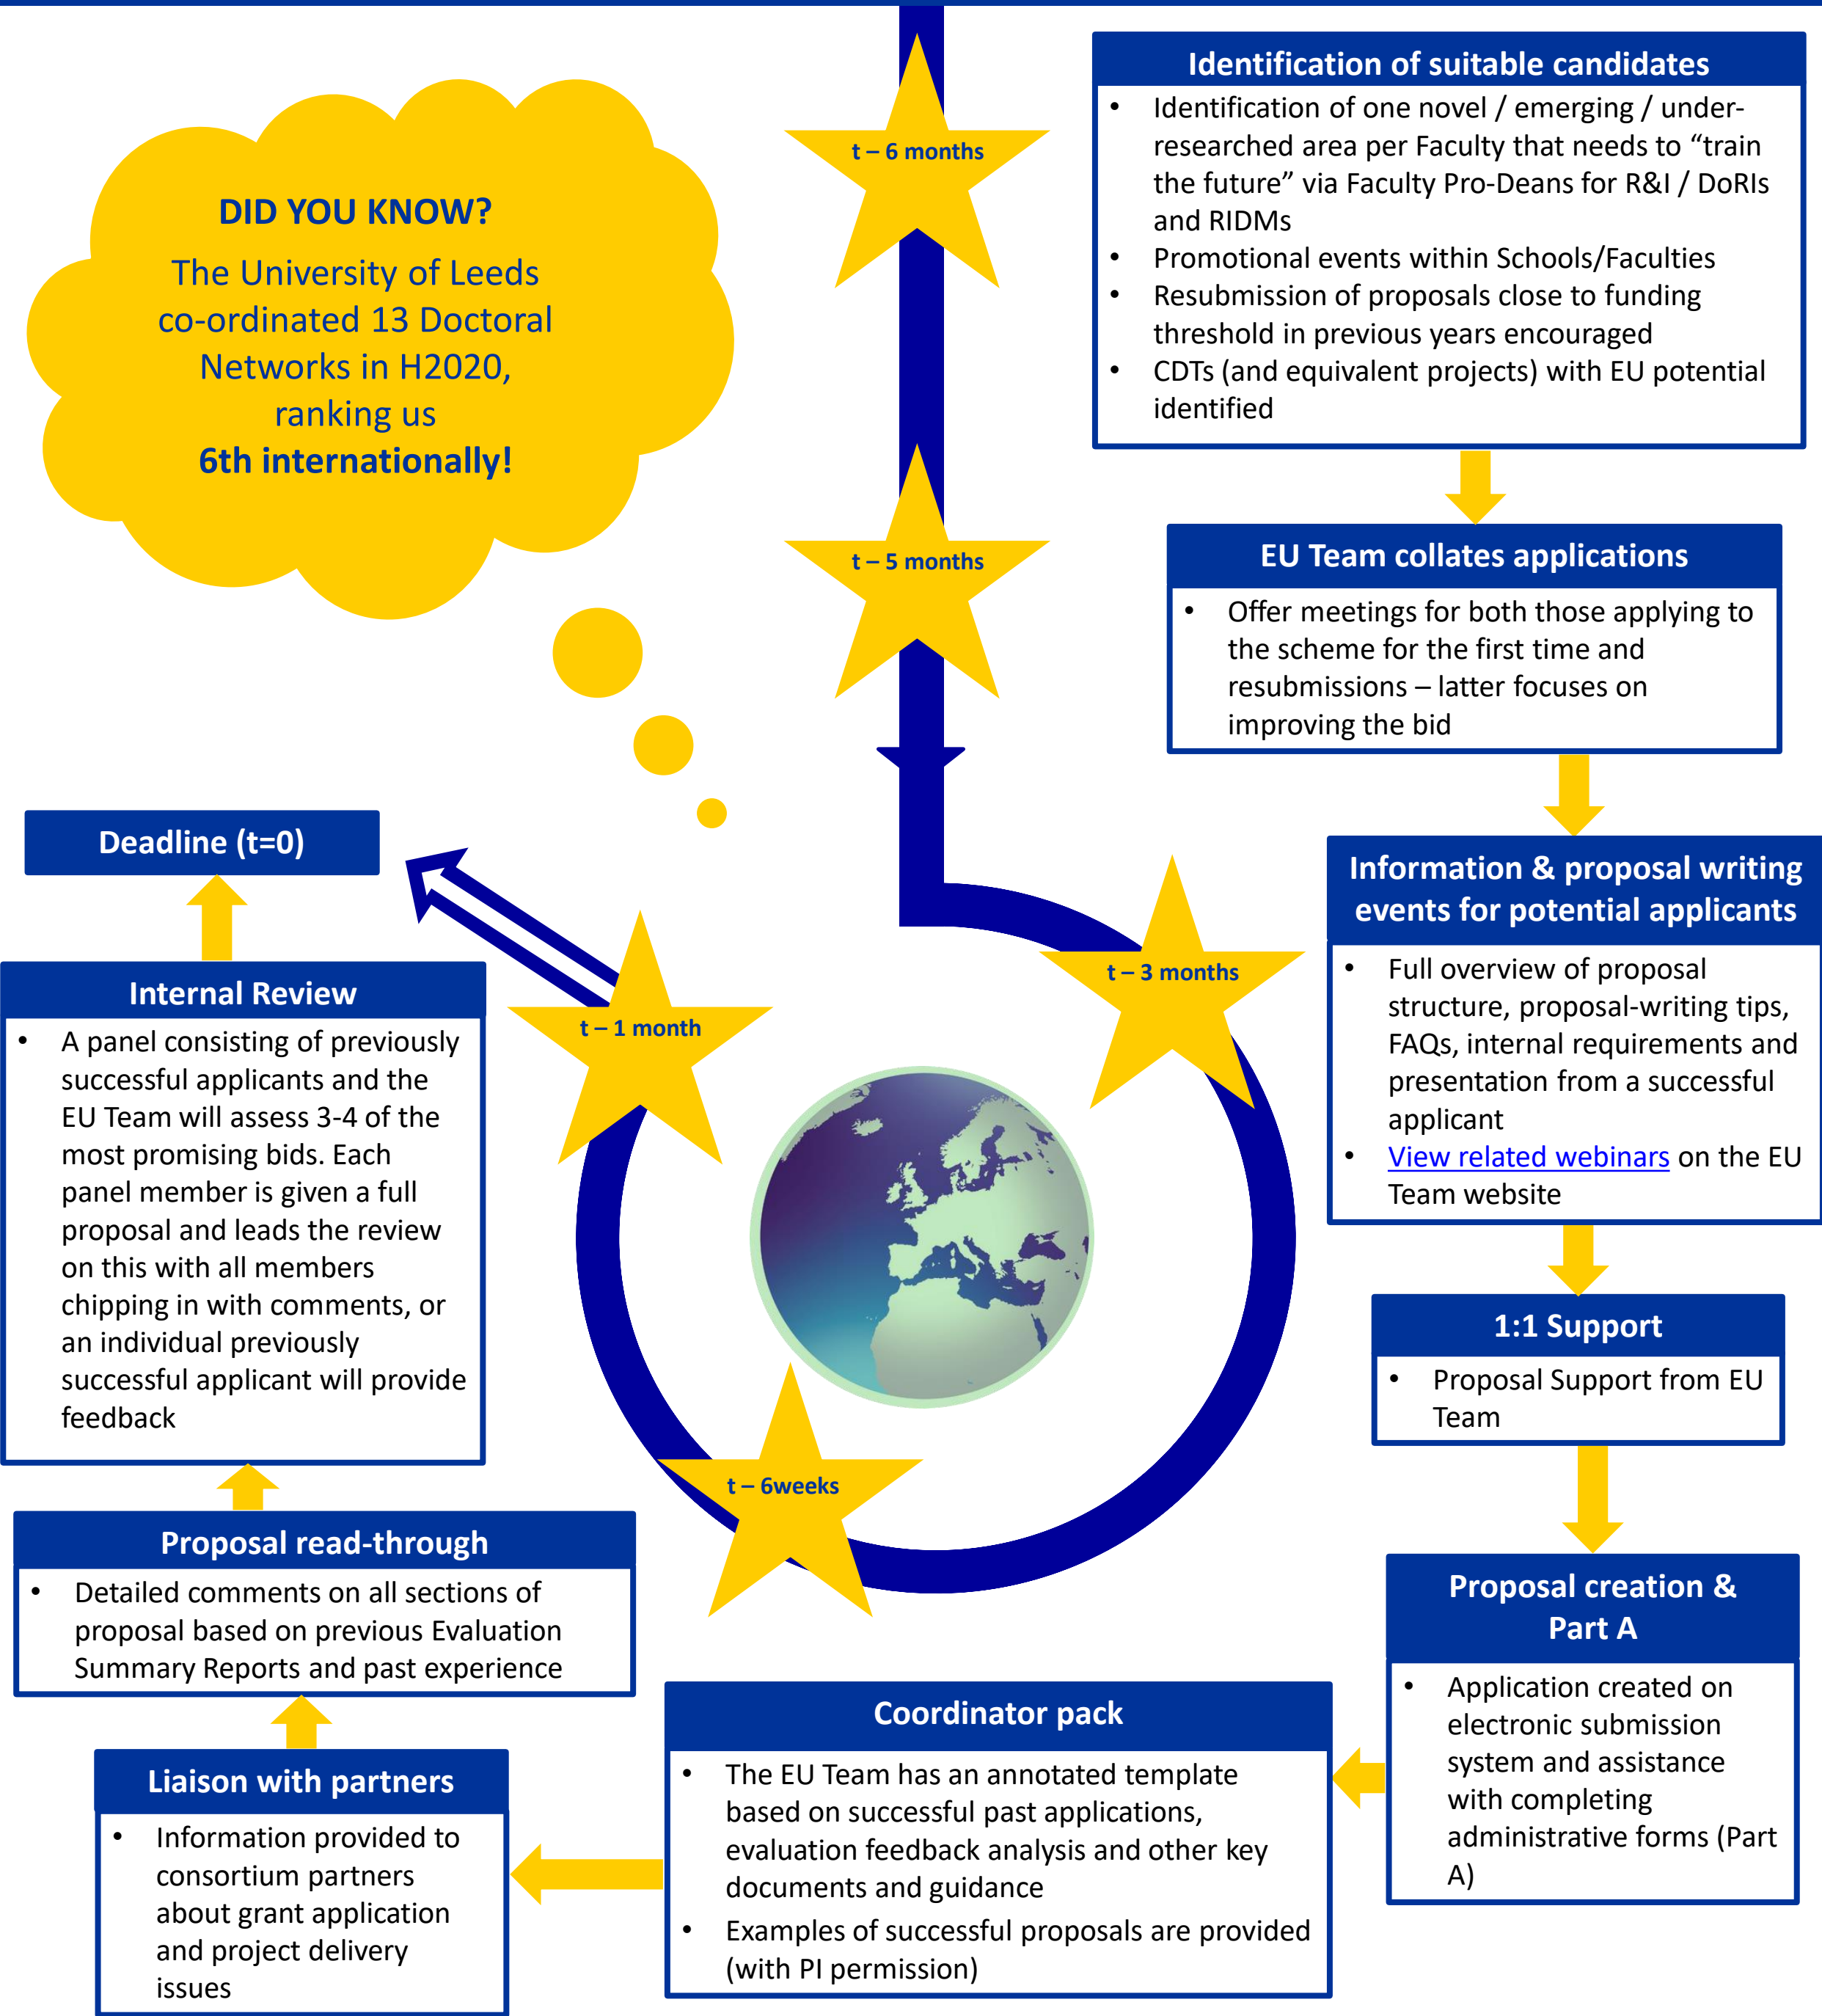 DID YOU KNOW?
The University of Leeds
co-ordinated 13 Doctoral
Networks in H2020,
ranking us
6th internationally!
t – 6 months
Identification of suitable candidates
• Identification of one novel / emerging / under-
researched area per Faculty that needs to “train
the future” via Faculty Pro-Deans for R&I / DoRIs
and RIDMs
• Promotional events within Schools/Faculties
• Resubmission of proposals close to funding
threshold in previous years encouraged
• CDTs (and equivalent projects) with EU potential
identified
t – 5 months
EU Team collates applications
• Offer meetings for both those applying to
the scheme for the first time and
resubmissions – latter focuses on
improving the bid
t – 3 months
Information & proposal writing
events for potential applicants
• Full overview of proposal
structure, proposal-writing tips,
FAQs, internal requirements and
presentation from a successful
applicant
• View related webinars on the EU
Team website
1:1 Support
• Proposal Support from EU
Team
Proposal creation &
Part A
• Application created on
electronic submission
system and assistance
with completing
administrative forms (Part
A)
t – 6weeks
Coordinator pack
• The EU Team has an annotated template
based on successful past applications,
evaluation feedback analysis and other key
documents and guidance
• Examples of successful proposals are provided
(with PI permission)
Liaison with partners
• Information provided to
consortium partners
about grant application
and project delivery
issues
Proposal read-through
• Detailed comments on all sections of
proposal based on previous Evaluation
Summary Reports and past experience
t – 1 month
Internal Review
• A panel consisting of previously
successful applicants and the
EU Team will assess 3-4 of the
most promising bids. Each
panel member is given a full
proposal and leads the review
on this with all members
chipping in with comments, or
an individual previously
successful applicant will provide
feedback
Deadline (t=0)